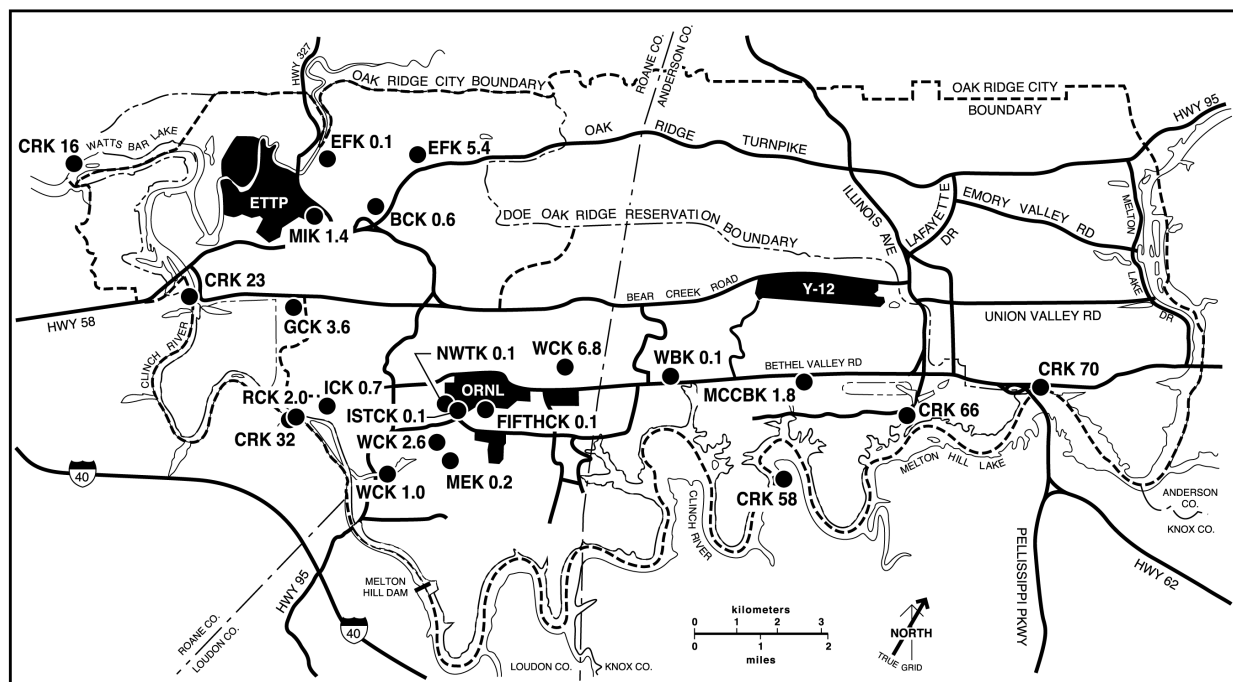 HWY 327
OAK RIDGE CITY BOUNDARY
ROANE CO.
ANDERSON CO.
OAK RIDGE CITY
BOUNDARY
HWY 95
CRK 16
WATTS BAR LAKE
EFK 0.1
EFK 5.4
OAK RIDGE TURNPIKE
ETTP
BCK 0.6
MIK 1.4
DOE OAK RIDGE RESERVATION BOUNDARY
ILLINOIS AVE
LAFAYETTE
DR
EMORY VALLEY RD
MELTON
LAKE
DR
CRK 23
HWY 58
GCK 3.6
BEAR CREEK ROAD
Y-12
UNION VALLEY RD
CLINCH RIVER
NWTK 0.1
WCK 6.8
WBK 0.1
BETHEL VALLEY RD
MCCBK 1.8
CRK 70
ICK 0.7
RCK 2.0
ORNL
ISTCK 0.1
FIFTHCK 0.1
CRK 66
CRK 32
WCK 2.6
MEK 0.2
WCK 1.0
CRK 58
MELTON
HILL
LAKE
CLINCH
RIVER
40
ANDERSON
CO.
KNOX CO.
PELLISSIPPI PKWY
HWY 62
MELTON
HILL DAM
HWY 95
ROANE CO.
LOUDON CO.
40
LOUDON CO.
KNOX CO.
kilometers
0 1 2 3
0 1 2
miles
NORTH
TRUE GRID